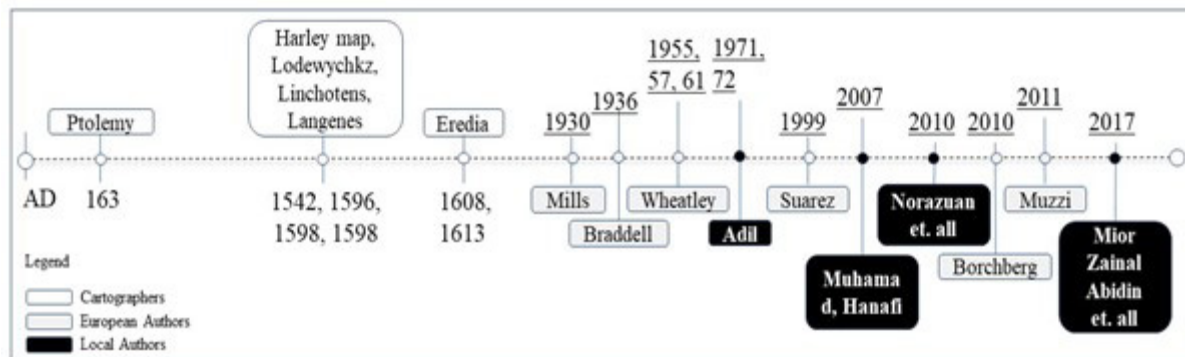 Harley map,
Lodewychkz,
Linchotens,
Langenes
Ptolemy
Eredia
1930
1936
1955,
57, 61
1971,
72
1999
2007
2010
2010
2011
2017
AD
163
1542, 1596,
1598, 1598
1608,
1613
Mills
Braddell
Wheatley
Adil
Suarez
Muhama
d, Hanafi
Norazuan
et. all
Borchberg
Muzzi
Mior
Zainal
Abidin
et. all
Legend
Cartographers
European Authors
Local Authors